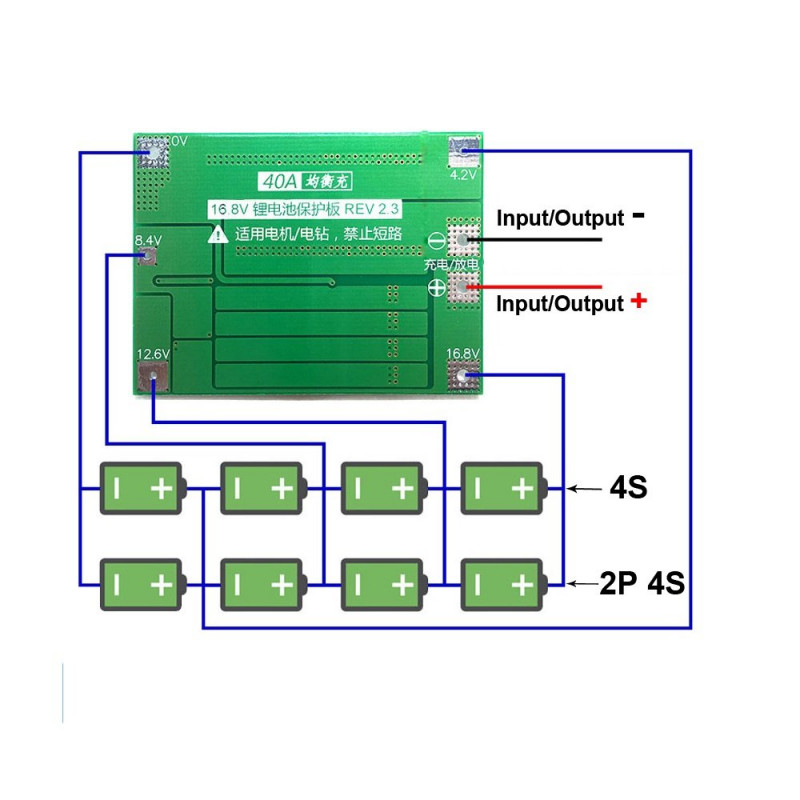 0V
4.2V
40A 均衡充
16.8V 锂电池保护板 REV 2.3
适用电机/电钻，禁止短路
Input/Output -
8.4V
充电/放电
Input/Output +
12.6V
16.8V
4S
2P 4S